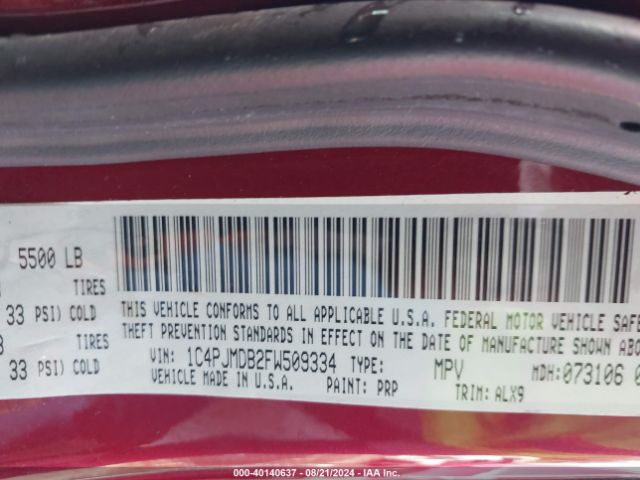 5500 LB
TIRES
33 PSI) COLD
TIRES
33 PSI) COLD
THIS VEHICLE CONFORMS TO ALL APPLICABLE U.S.A. FEDERAL MOTOR VEHICLE SAFE
THEFT PREVENTION STANDARDS IN EFFECT ON THE DATE OF MANUFACTURE SHOWN ABO
VIN: 1C4PJMDB2FW509334 TYPE: MPV MDH:073106
VEHICLE MADE IN U.S.A. PAINT: PRP TRIM: ALX9
000-40140637 - 08/21/2024 - IAA Inc.